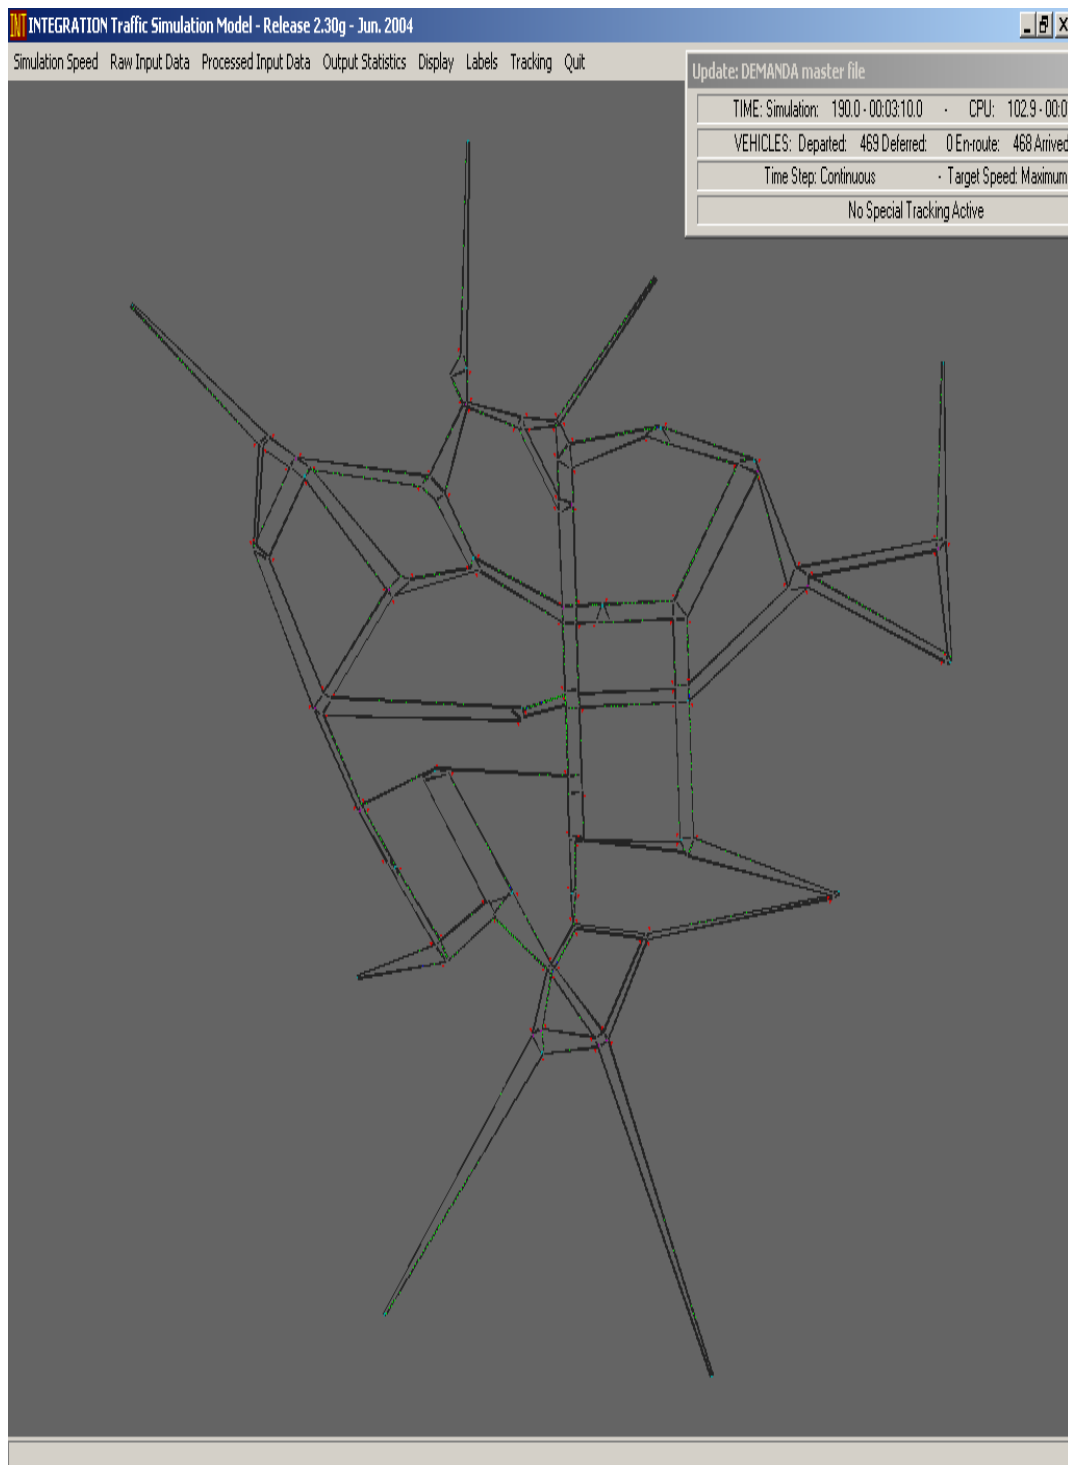 INT INTEGRATION Traffic Simulation Model - Release 2.30g - Jun. 2004
Simulation Speed Raw Input Data Processed Input Data Output Statistics Display Labels Tracking Quit
Update: DEMANDA master file
TIME: Simulation: 190.0 - 00:03:10.0 - CPU: 102.9 - 00:0
VEHICLES: Departed: 469 Deferred: 0 En-route: 468 Arrived
Time Step: Continuous - Target Speed: Maximum
No Special Tracking Active